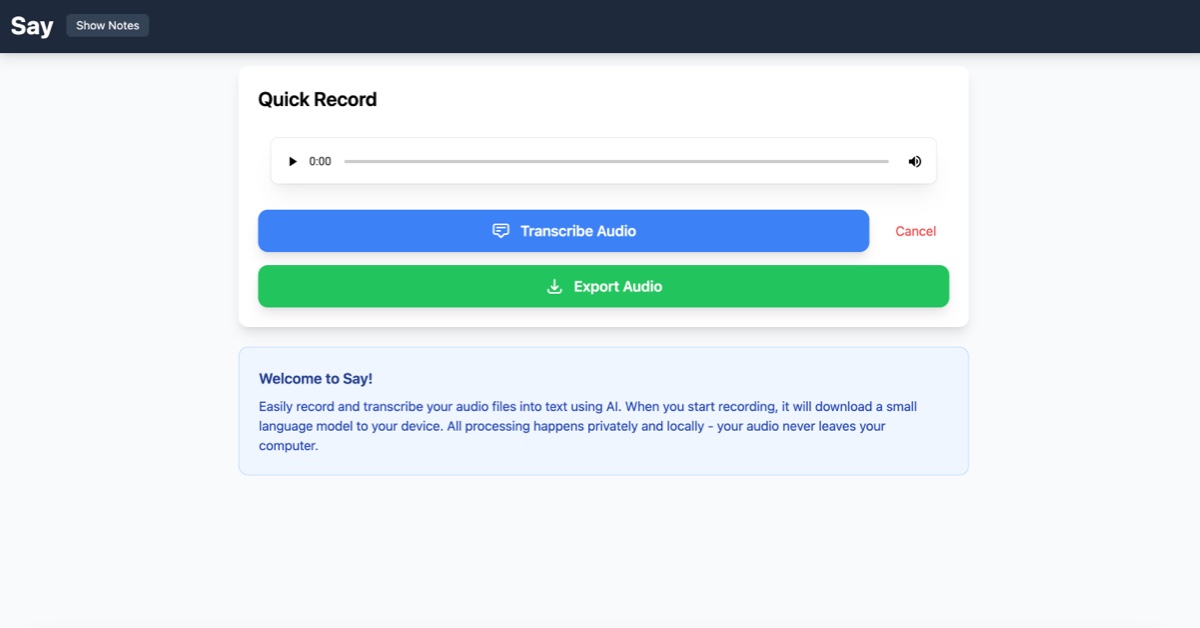 Say
Show Notes
Quick Record
0:00
Transcribe Audio
Cancel
Export Audio
Welcome to Say!
Easily record and transcribe your audio files into text using AI. When you start recording, it will download a small
language model to your device. All processing happens privately and locally - your audio never leaves your
computer.